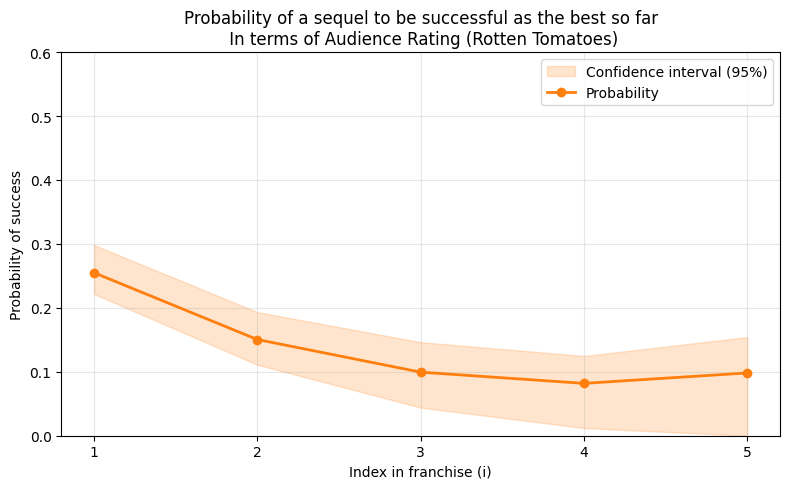 Probability of a sequel to be successful as the best so far
In terms of Audience Rating (Rotten Tomatoes)
Confidence interval (95%)
Probability
Probability of success
0.6
0.5
0.4
0.3
0.2
0.1
0.0
1 2 3 4 5
Index in franchise (i)